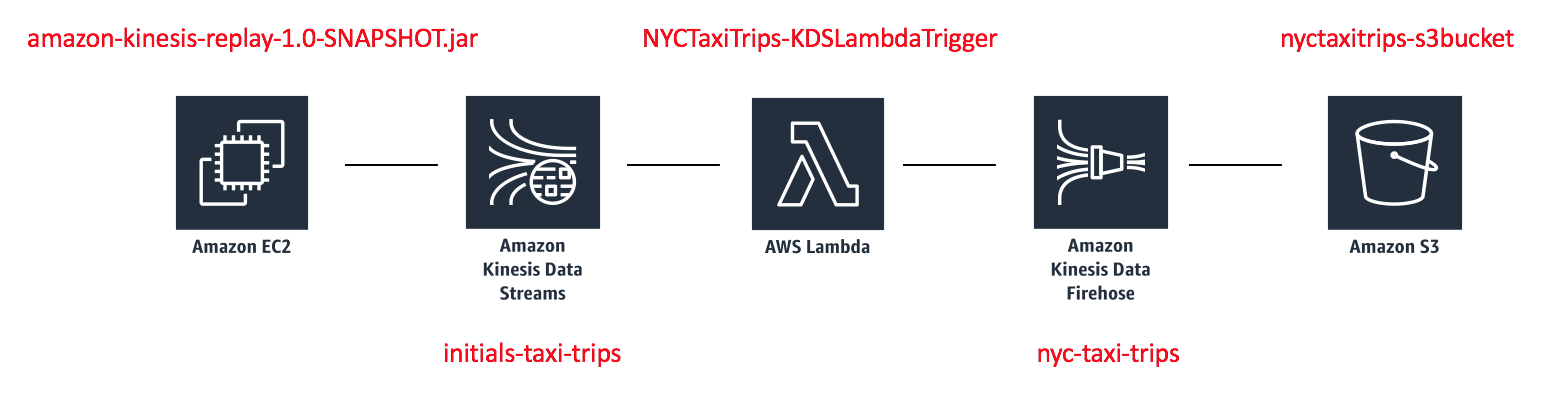 amazon-kinesis-replay-1.0-SNAPSHOT.jar
NYCTaxiTrips-KDSLambdaTrigger
nyctaxitrips-s3bucket
Amazon EC2
Amazon
Kinesis Data
Streams
AWS Lambda
Amazon
Kinesis Data
Firehose
Amazon S3
initials-taxi-trips
nyc-taxi-trips